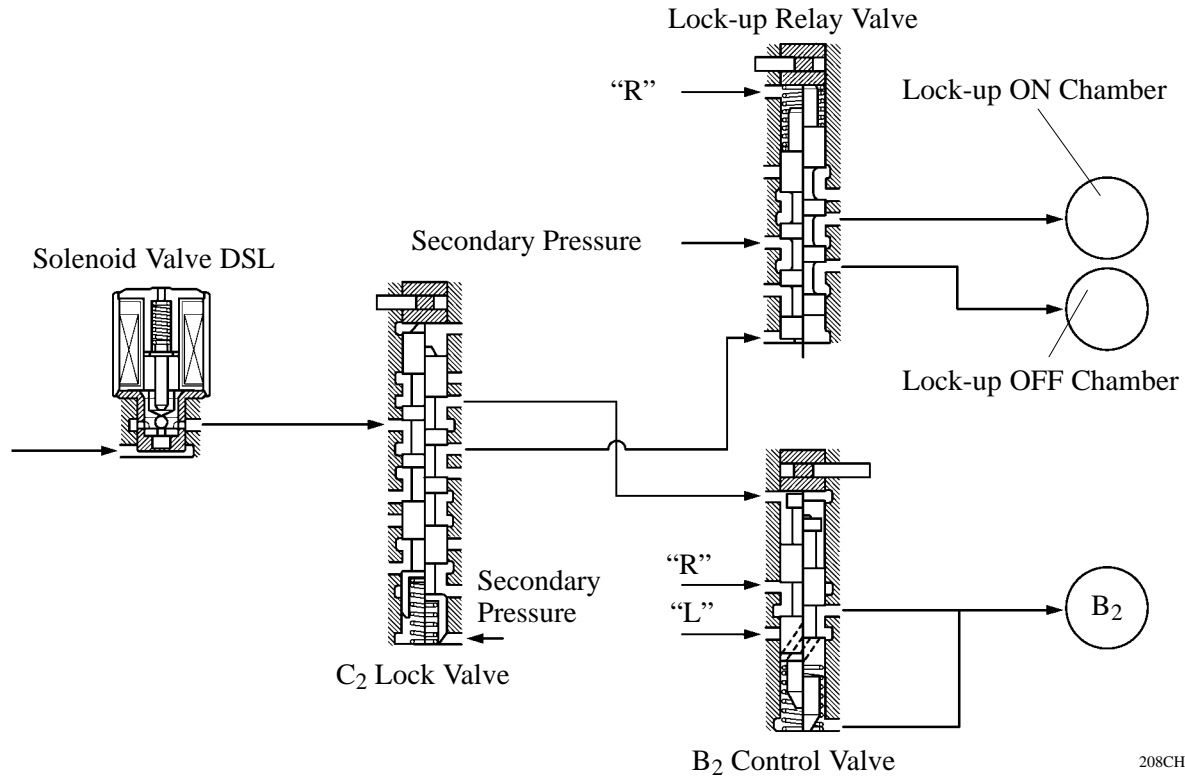 Lock-up Relay Valve
“R”
Lock-up ON Chamber
Secondary Pressure
Solenoid Valve DSL
Lock-up OFF Chamber
“R”
Secondary
Pressure
“L”
B₂
C₂ Lock Valve
B₂ Control Valve
208CH